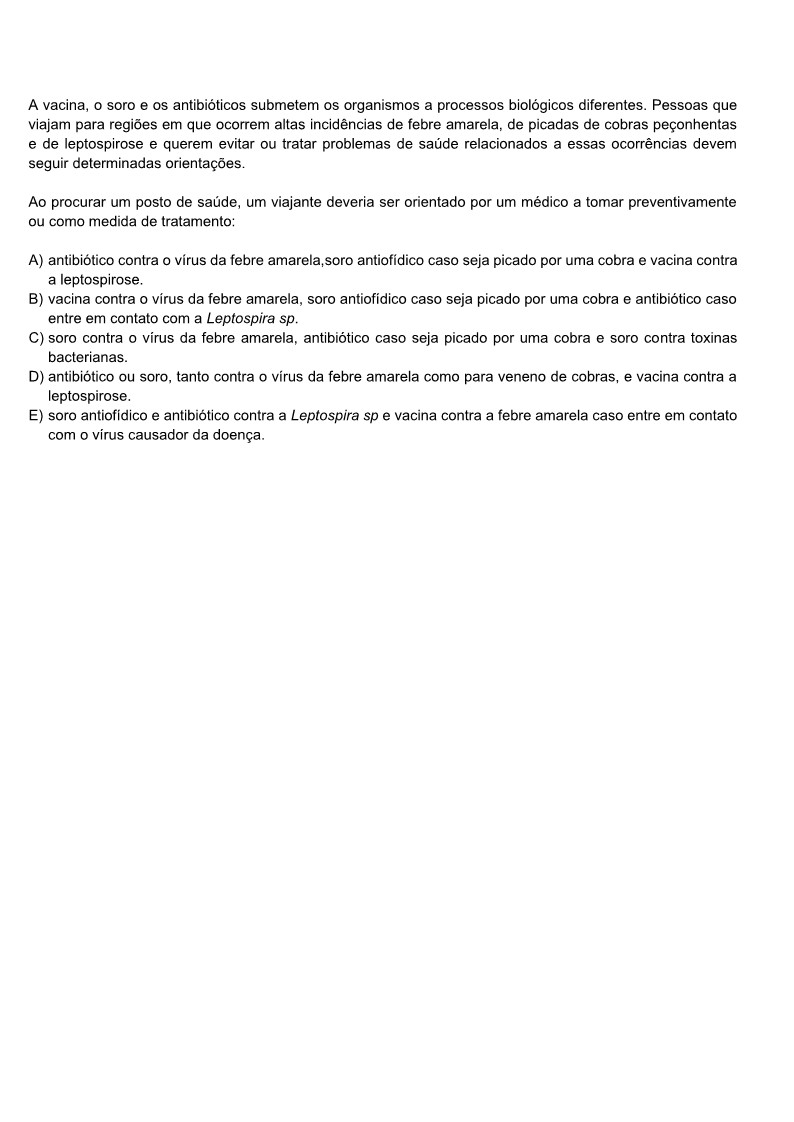 A vacina, o soro e os antibióticos submetem os organismos a processos biológicos diferentes. Pessoas que
viajam para regiões em que ocorrem altas incidências de febre amarela, de picadas de cobras peçonhentas
e de leptospirose e querem evitar ou tratar problemas de saúde relacionados a essas ocorrências devem
seguir determinadas orientações.
Ao procurar um posto de saúde, um viajante deveria ser orientado por um médico a tomar preventivamente
ou como medida de tratamento:
A) antibiótico contra o vírus da febre amarela,soro antiofídico caso seja picado por uma cobra e vacina contra
a leptospirose.
B) vacina contra o vírus da febre amarela, soro antiofídico caso seja picado por uma cobra e antibiótico caso
entre em contato com a Leptospira sp.
C) soro contra o vírus da febre amarela, antibiótico caso seja picado por uma cobra e soro contra toxinas
bacterianas.
D) antibiótico ou soro, tanto contra o vírus da febre amarela como para veneno de cobras, e vacina contra a
leptospirose.
E) soro antiofídico e antibiótico contra a Leptospira sp e vacina contra a febre amarela caso entre em contato
com o vírus causador da doença.